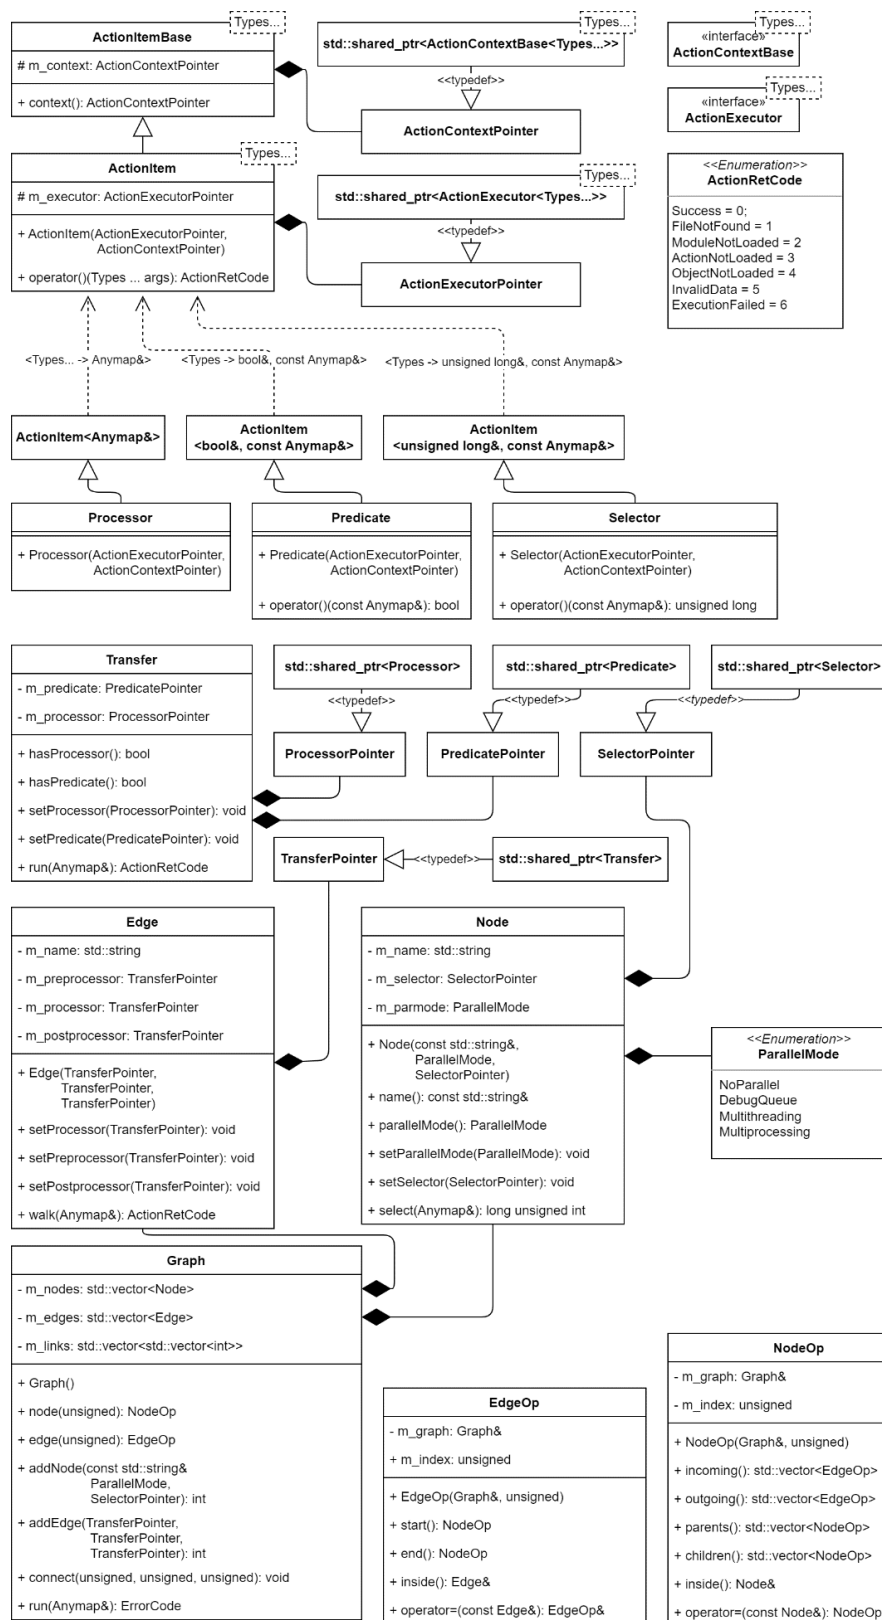 Types...
ActionItemBase
# m_context: ActionContextPointer
+ context(): ActionContextPointer
Types...
std::shared_ptr<ActionContextBase<Types...>>
<<typedef>>
ActionContextPointer
Types...
«interface»
ActionContextBase
Types...
«interface»
ActionExecutor
Types...
ActionItem
# m_executor: ActionExecutorPointer
+ ActionItem(ActionExecutorPointer,
ActionContextPointer)
+ operator()(Types ... args): ActionRetCode
Types...
std::shared_ptr<ActionExecutor<Types...>>
<<typedef>>
ActionExecutorPointer
<<Enumeration>>
ActionRetCode
Success = 0;
FileNotFound = 1
ModuleNotLoaded = 2
ActionNotLoaded = 3
ObjectNotLoaded = 4
InvalidData = 5
ExecutionFailed = 6
<Types... -> Anymap&>
<Types -> bool&, const Anymap&>
<Types -> unsigned long&, const Anymap&>
ActionItem<Anymap&>
ActionItem
<bool&, const Anymap&>
ActionItem
<unsigned long&, const Anymap&>
Processor
+ Processor(ActionExecutorPointer,
ActionContextPointer)
Predicate
+ Predicate(ActionExecutorPointer,
ActionContextPointer)
+ operator()(const Anymap&): bool
Selector
+ Selector(ActionExecutorPointer,
ActionContextPointer)
+ operator()(const Anymap&): unsigned long
Transfer
- m_predicate: PredicatePointer
- m_processor: ProcessorPointer
+ hasProcessor(): bool
+ hasPredicate(): bool
+ setProcessor(ProcessorPointer): void
+ setPredicate(PredicatePointer): void
+ run(Anymap&): ActionRetCode
std::shared_ptr<Processor>
<<typedef>>
ProcessorPointer
std::shared_ptr<Predicate>
<<typedef>>
PredicatePointer
std::shared_ptr<Selector>
<<typedef>>
SelectorPointer
TransferPointer
<<typedef>>
std::shared_ptr<Transfer>
Edge
- m_name: std::string
- m_preprocessor: TransferPointer
- m_processor: TransferPointer
- m_postprocessor: TransferPointer
+ Edge(TransferPointer,
TransferPointer,
TransferPointer)
+ setProcessor(TransferPointer): void
+ setPreprocessor(TransferPointer): void
+ setPostprocessor(TransferPointer): void
+ walk(Anymap&): ActionRetCode
Node
- m_name: std::string
- m_selector: SelectorPointer
- m_parmode: ParallelMode
+ Node(const std::string&,
ParallelMode,
SelectorPointer)
+ name(): const std::string&
+ parallelMode(): ParallelMode
+ setParallelMode(ParallelMode): void
+ setSelector(SelectorPointer): void
+ select(Anymap&): long unsigned int
<<Enumeration>>
ParallelMode
NoParallel
DebugQueue
Multithreading
Multiprocessing
Graph
- m_nodes: std::vector<Node>
- m_edges: std::vector<Edge>
- m_links: std::vector<std::vector<int>>
+ Graph()
+ node(unsigned): NodeOp
+ edge(unsigned): EdgeOp
+ addNode(const std::string&
ParallelMode,
SelectorPointer): int
+ addEdge(TransferPointer,
TransferPointer,
TransferPointer): int
+ connect(unsigned, unsigned, unsigned): void
+ run(Anymap&): ErrorCode
EdgeOp
- m_graph: Graph&
+ m_index: unsigned
+ EdgeOp(Graph&, unsigned)
+ start(): NodeOp
+ end(): NodeOp
+ inside(): Edge&
+ operator=(const Edge&): EdgeOp&
NodeOp
- m_graph: Graph&
- m_index: unsigned
+ NodeOp(Graph&, unsigned)
+ incoming(): std::vector<EdgeOp>
+ outgoing(): std::vector<EdgeOp>
+ parents(): std::vector<NodeOp>
+ children(): std::vector<NodeOp>
+ inside(): Node&
+ operator=(const Node&): NodeOp